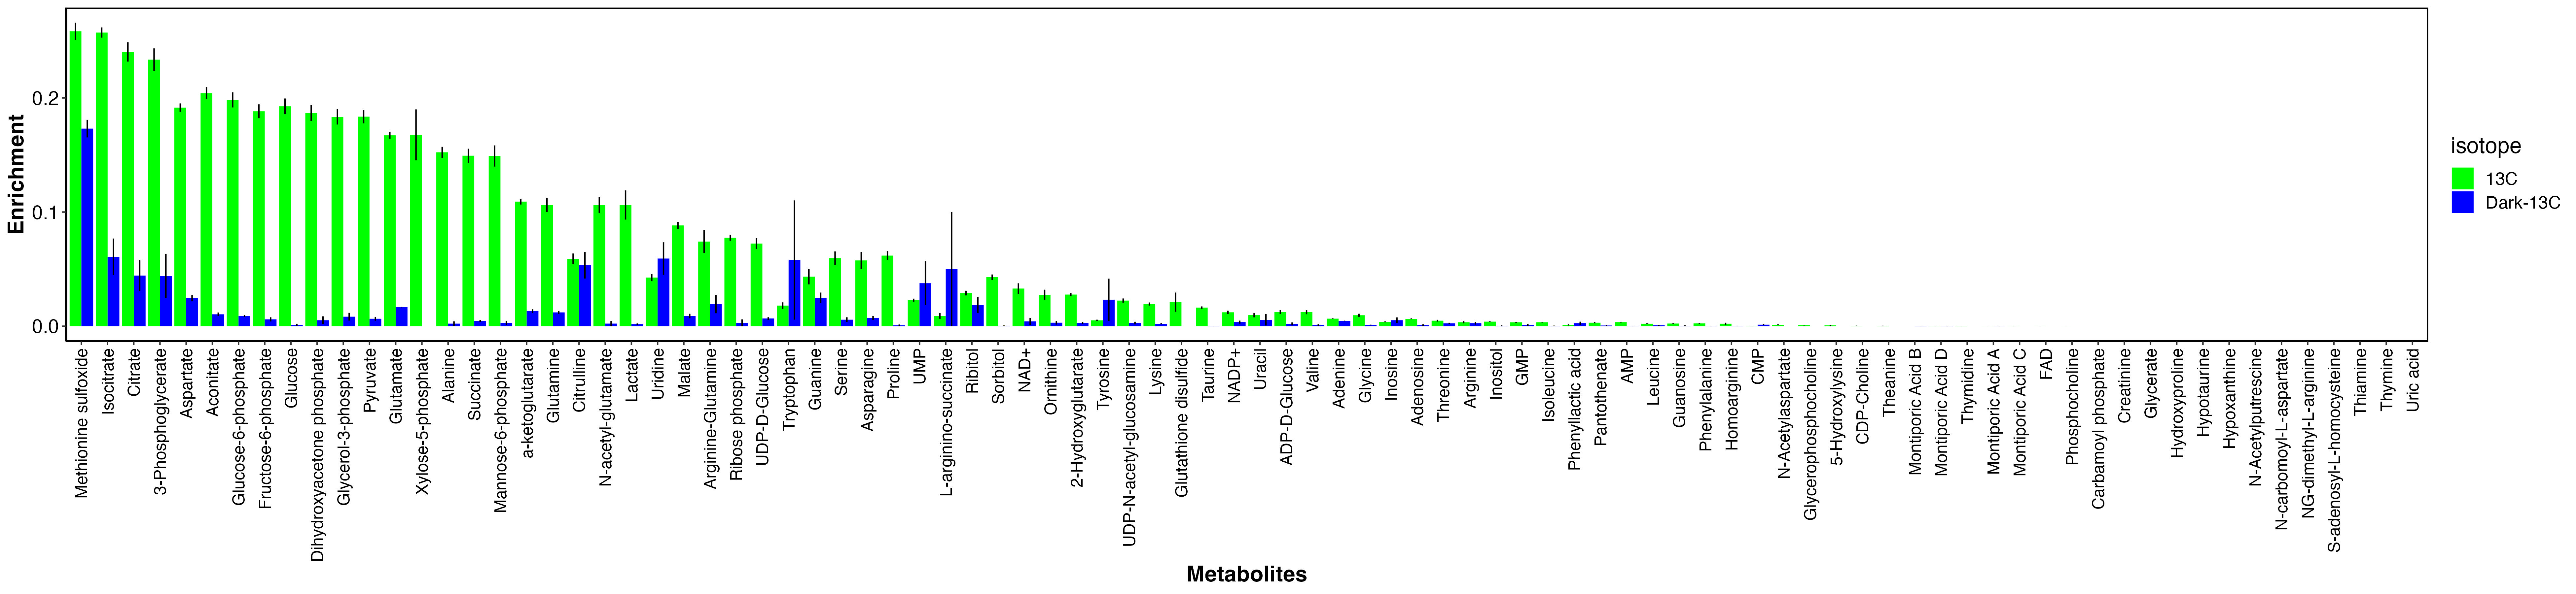 Enrichment
0.2
0.1
0.0
Methionine sulfoxide
Isocitrate
Citrate
3-Phosphoglycerate
Aspartate
Aconitate
Glucose-6-phosphate
Fructose-6-phosphate
Glucose
Dihydroxyacetone phosphate
Glycerol-3-phosphate
Pyruvate
Glutamate
Xylose-5-phosphate
Alanine
Succinate
Mannose-6-phosphate
a-ketoglutarate
Glutamine
Citrulline
N-acetyl-glutamate
Lactate
Uridine
Malate
Arginine-Glutamine
Ribose phosphate
UDP-D-Glucose
Tryptophan
Guanine
Serine
Asparagine
Proline
UMP
L-arginino-succinate
Ribitol
Sorbitol
NAD+
Ornithine
2-Hydroxyglutarate
Tyrosine
UDP-N-acetyl-glucosamine
Lysine
Glutathione disulfide
Taurine
NADP+
Uracil
ADP-D-Glucose
Valine
Adenine
Glycine
Inosine
Adenosine
Threonine
Arginine
Inositol
GMP
Isoleucine
Phenyllactic acid
Pantothenate
AMP
Leucine
Guanosine
Phenylalanine
Homoarginine
CMP
N-Acetylaspartate
Glycerophosphocholine
5-Hydroxylysine
CDP-Choline
Theanine
Montiporic Acid B
Montiporic Acid D
Thymidine
Montiporic Acid A
Montiporic Acid C
FAD
Phosphocholine
Carbamoyl phosphate
Creatinine
Glycerate
Hydroxyproline
Hypotaurine
Hypoxanthine
N-Acetylputrescine
N-carbomoyl-L-aspartate
NG-dimethyl-L-arginine
S-adenosyl-L-homocysteine
Thiamine
Thymine
Uric acid
Metabolites
isotope
13C
Dark-13C